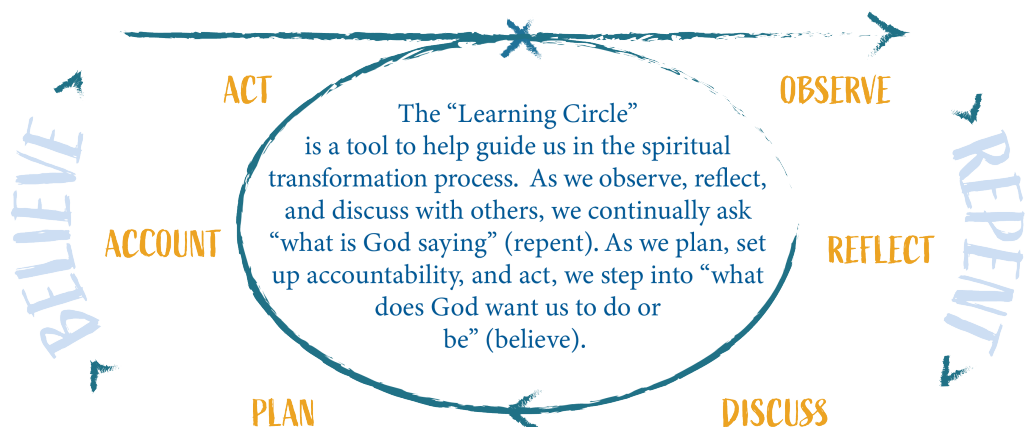 ACT
OBSERVE
The “Learning Circle”
is a tool to help guide us in the spiritual
transformation process.  As we observe, reflect,
and discuss with others, we continually ask
“what is God saying” (repent). As we plan, set
up accountability, and act, we step into “what
does God want us to do or
be” (believe).
BELIEVE
ACCOUNT
REFLECT
REPENT
PLAN
DISCUSS